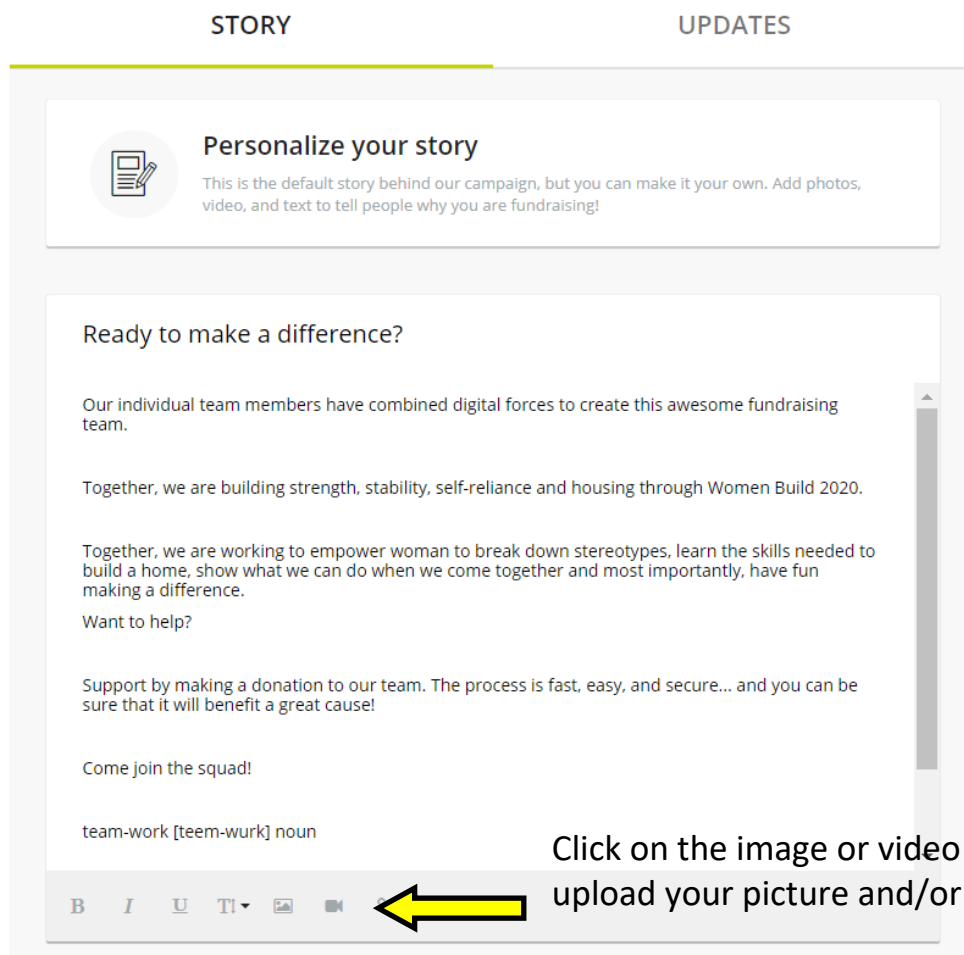 STORY UPDATES
Personalize your story
This is the default story behind our campaign, but you can make it your own. Add photos,
video, and text to tell people why you are fundraising!
Ready to make a difference?
Our individual team members have combined digital forces to create this awesome fundraising
team.
Together, we are building strength, stability, self-reliance and housing through Women Build 2020.
Together, we are working to empower woman to break down stereotypes, learn the skills needed to
build a home, show what we can do when we come together and most importantly, have fun
making a difference.
Want to help?
Support by making a donation to our team. The process is fast, easy, and secure... and you can be
sure that it will benefit a great cause!
Come join the squad!
team-work [teem-wurk] noun
Click on the image or video
upload your picture and/or
B I U T